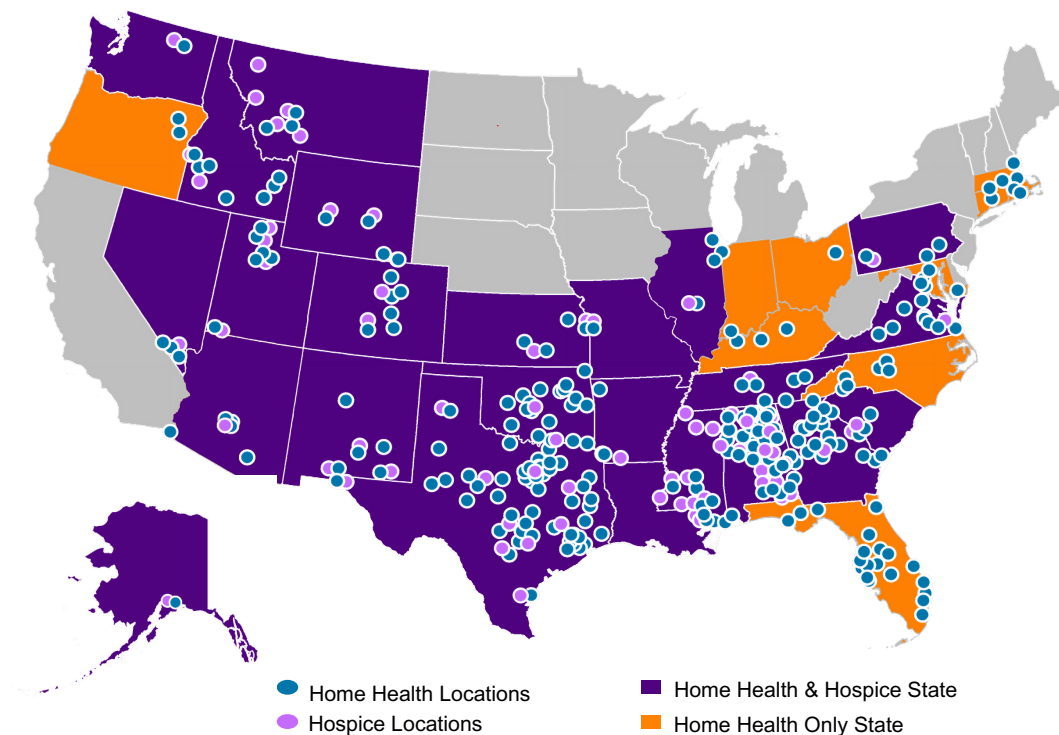 Home Health Locations
Home Health & Hospice State
Hospice Locations
Home Health Only State